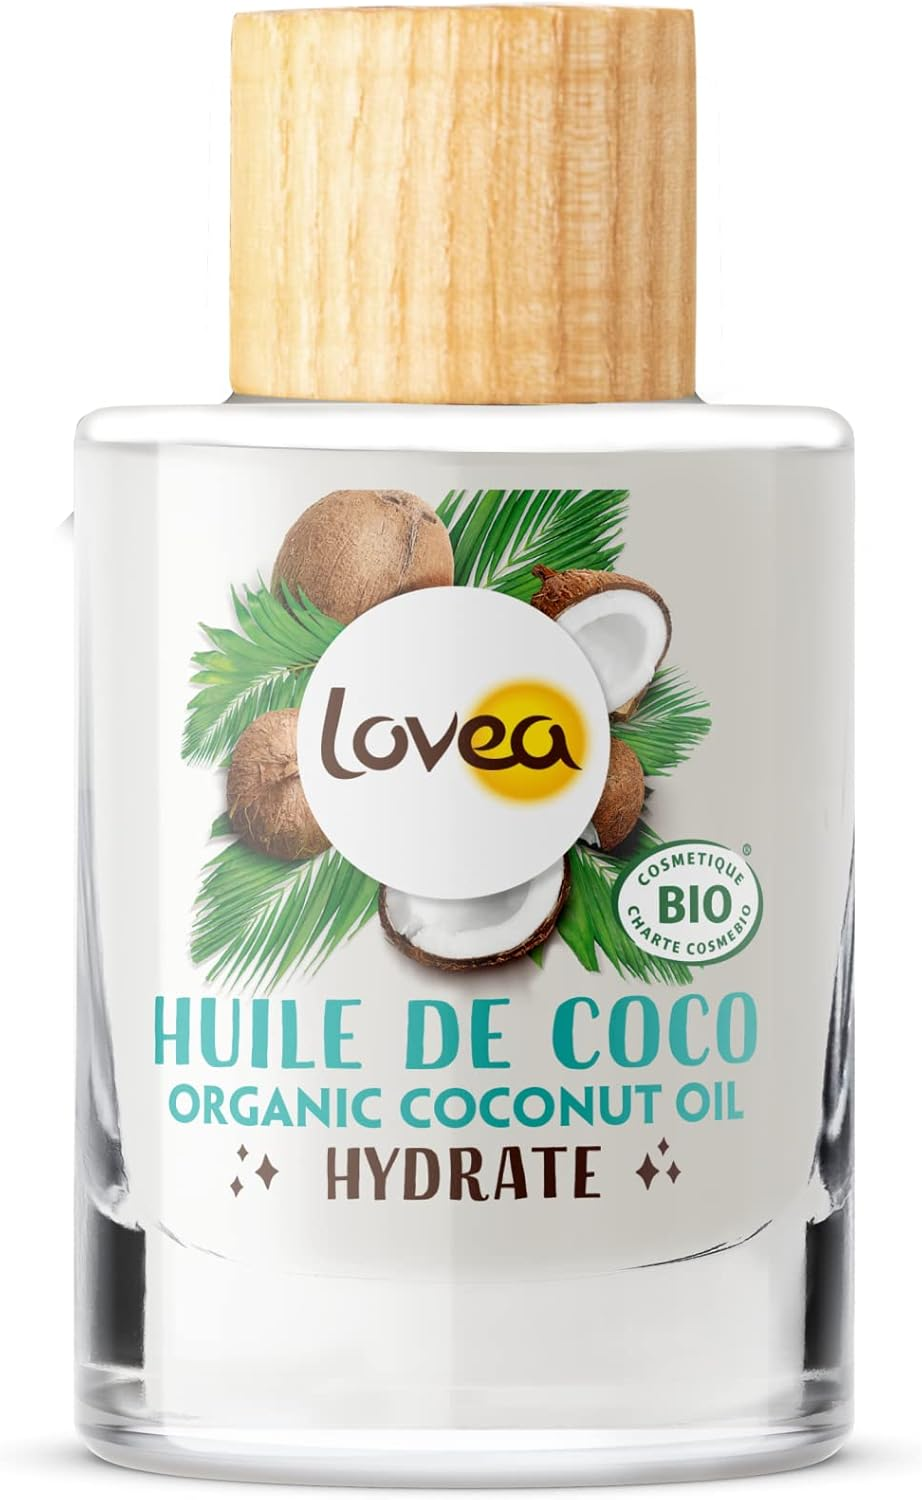 Lovea
COSMETIQUE
®
BIO
CHARTE COSMEBIO
HUILE DE COCO
ORGANIC COCONUT OIL
HYDRATE